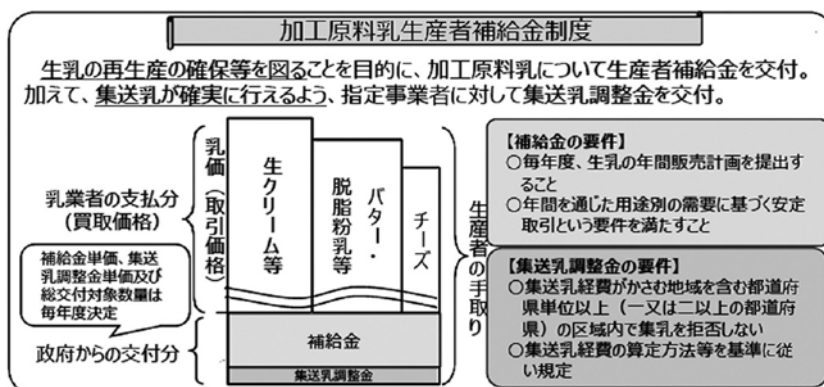 加工原料乳生産者補給金制度
生乳の再生産の確保等を図ることを目的に、加工原料乳について生産者補給金を交付。
加えて、集送乳が確実に行えるよう、指定事業者に対して集送乳調整金を交付。
乳業者の支払分
(買取価格)
補給金単価、集送
乳調整金単価及び
総交付対象数量は
毎年度決定
政府からの交付分
乳価(取引価格)
生クリーム等
脱脂粉乳等
バター・
チーズ
補給金
集送乳調整金
生産者の手取り
【補給金の要件】
○毎年度、生乳の年間販売計画を提出す
ること
○年間を通じた用途別の需要に基づく安定
取引という要件を満たすこと
【集送乳調整金の要件】
○集送乳経費がかさむ地域を含む都道府
県単位以上(一又は二以上の都道府
県)の区域内で集乳を拒否しない
○集送乳経費の算定方法等を基準に従
い規定